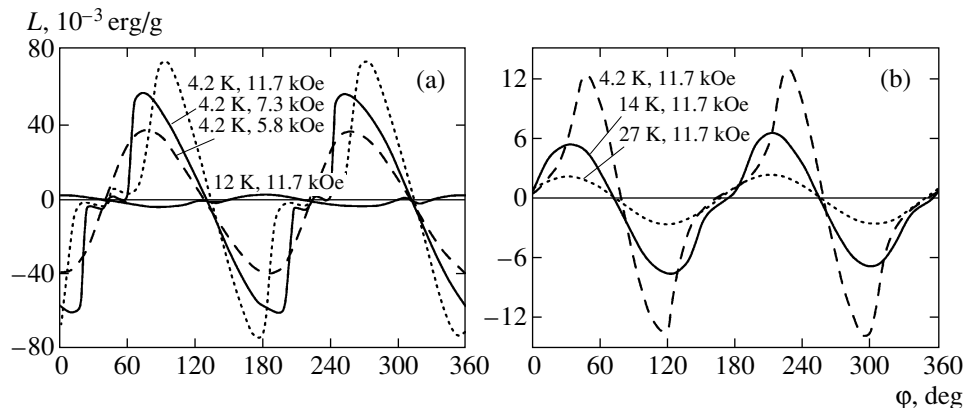 L, 10⁻³ erg/g
80
40
0
−40
−80
(a)
4.2 K, 11.7 kOe
4.2 K, 7.3 kOe
4.2 K, 5.8 kOe
12 K, 11.7 kOe
0 60 120 180 240 300 360
12
6
0
−6
−12
(b)
4.2 K, 11.7 kOe
14 K, 11.7 kOe
27 K, 11.7 kOe
0 60 120 180 240 300 360
φ, deg